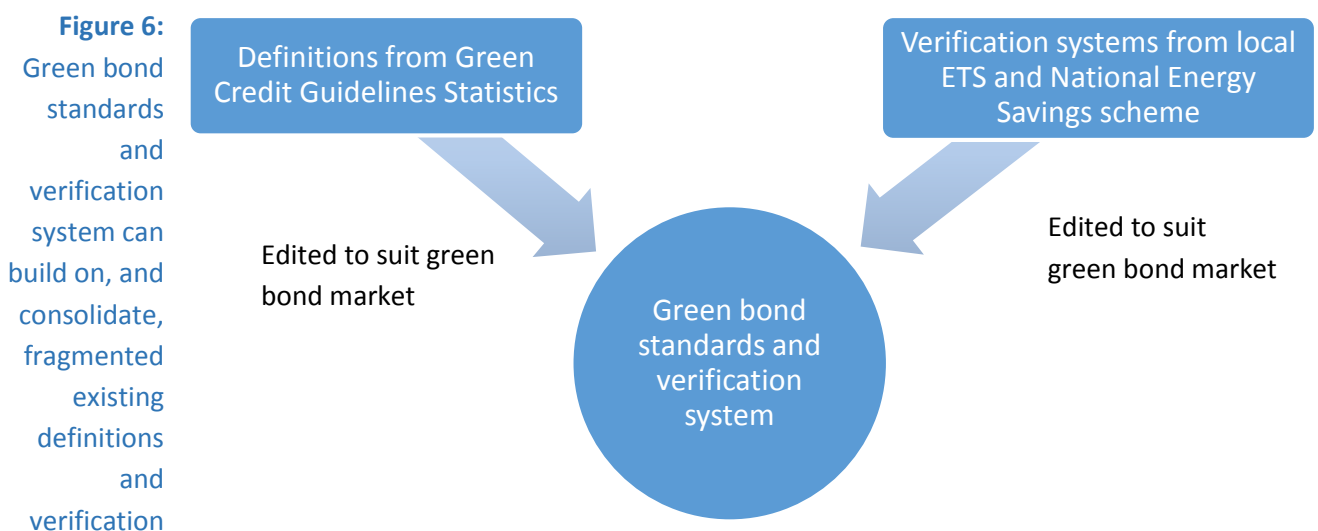 Figure 6:
Green bond
standards
and
verification
system can
build on, and
consolidate,
fragmented
existing
definitions
and
verification
Definitions from Green
Credit Guidelines Statistics
Verification systems from local
ETS and National Energy
Savings scheme
Edited to suit green
bond market
Edited to suit
green bond market
Green bond
standards and
verification
system